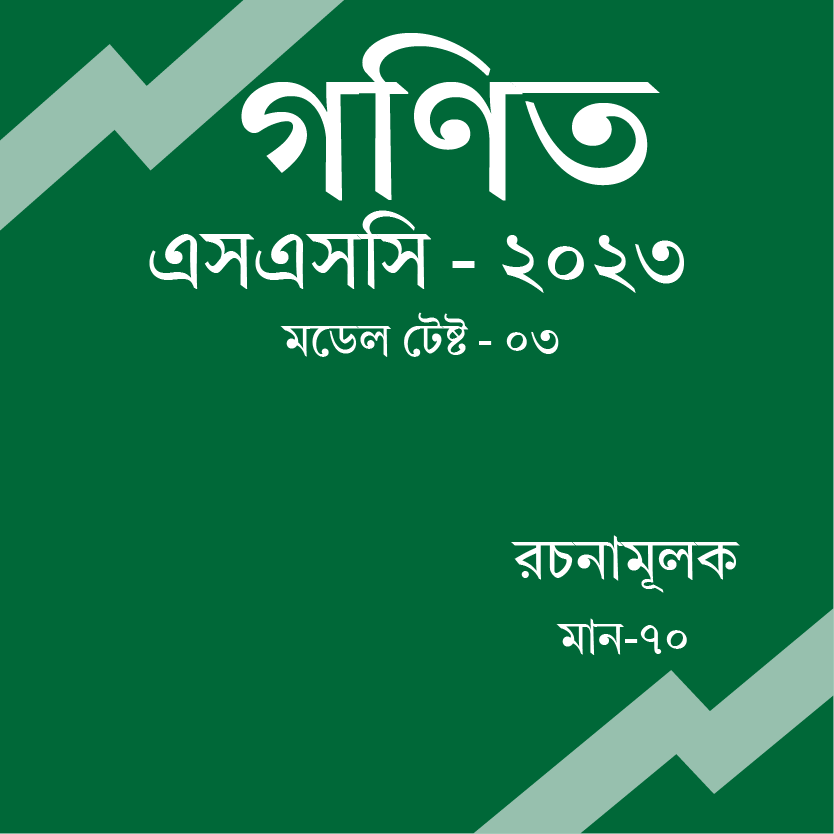 গণিত
এসএসসি - ২০২৩
মডেল টেষ্ট - ০৩
রচনামূলক
মান-৭০